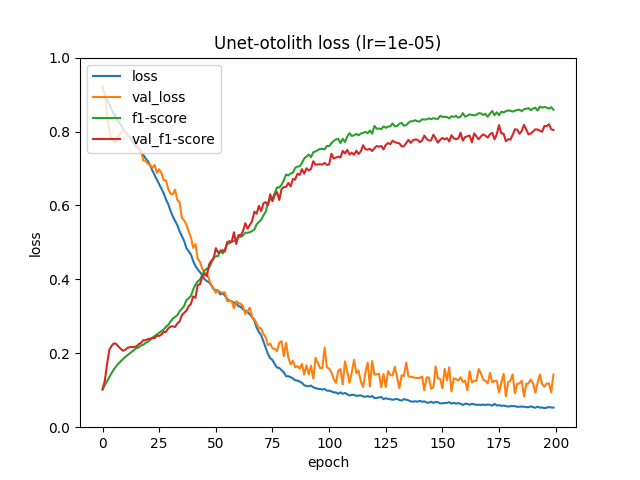 Unet-otolith loss (lr=1e-05)
loss
val_loss
f1-score
val_f1-score
1.0
0.8
0.6
0.4
0.2
0.0
loss
0 25 50 75 100 125 150 175 200
epoch